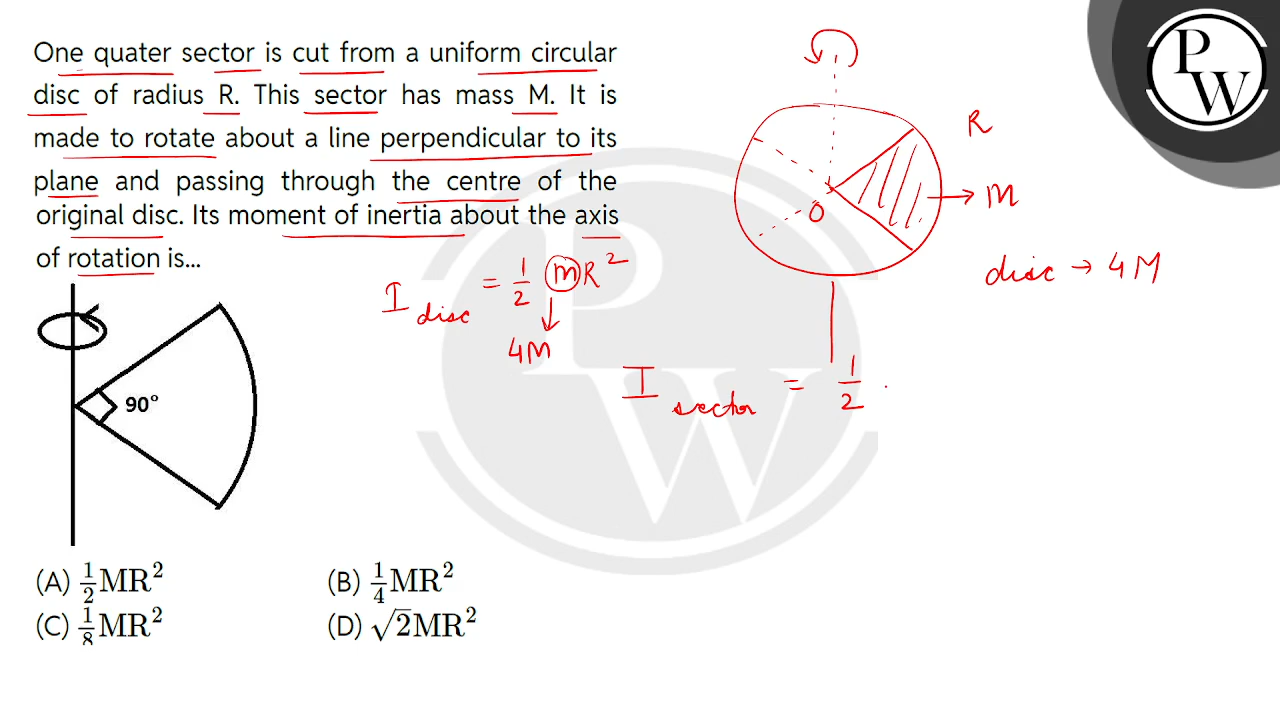 One quater sector is cut from a uniform circular
disc of radius R. This sector has mass M. It is
made to rotate about a line perpendicular to its
plane and passing through the centre of the
original disc. Its moment of inertia about the axis
of rotation is...
90°
(A) 1/2 MR²
(B) 1/4 MR²
(C) 1/8 MR²
(D) √2MR²
I disc = 1/2 mR²
4M
R
O
M
disc → 4M
I sector = 1/2 .
P
W
P
W